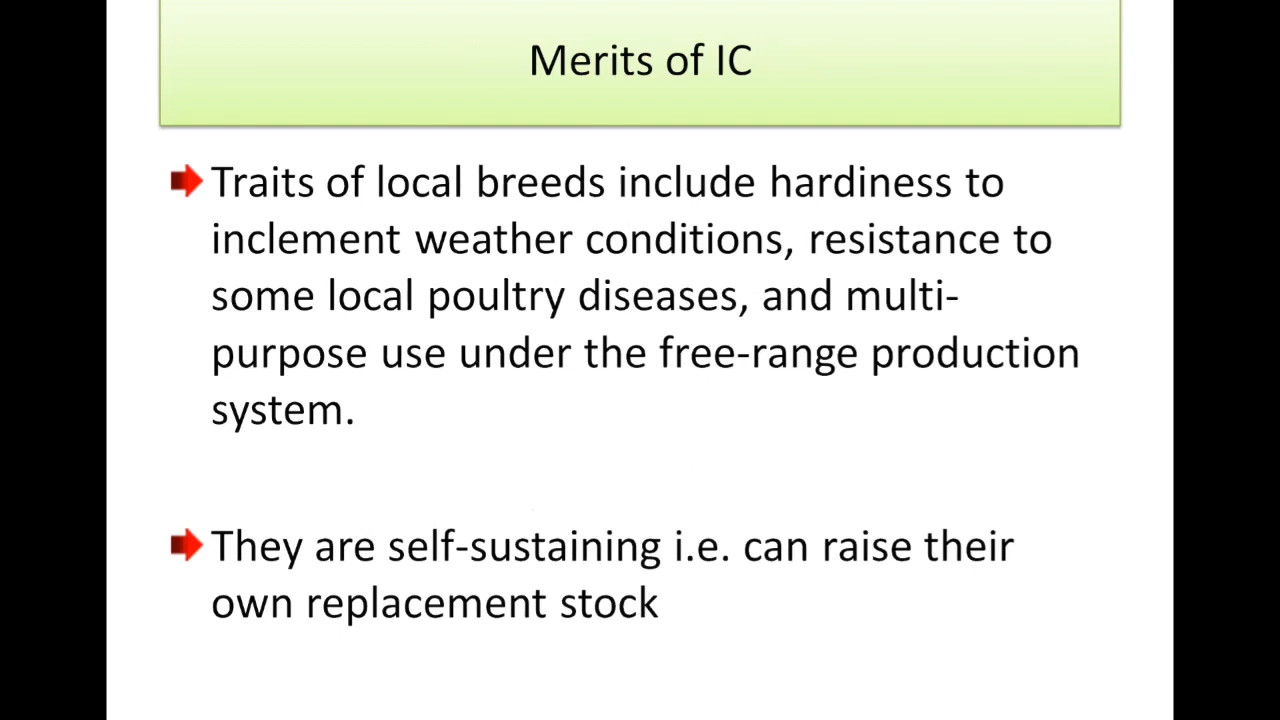 Merits of IC
Traits of local breeds include hardiness to
inclement weather conditions, resistance to
some local poultry diseases, and multi-
purpose use under the free-range production
system.
They are self-sustaining i.e. can raise their
own replacement stock